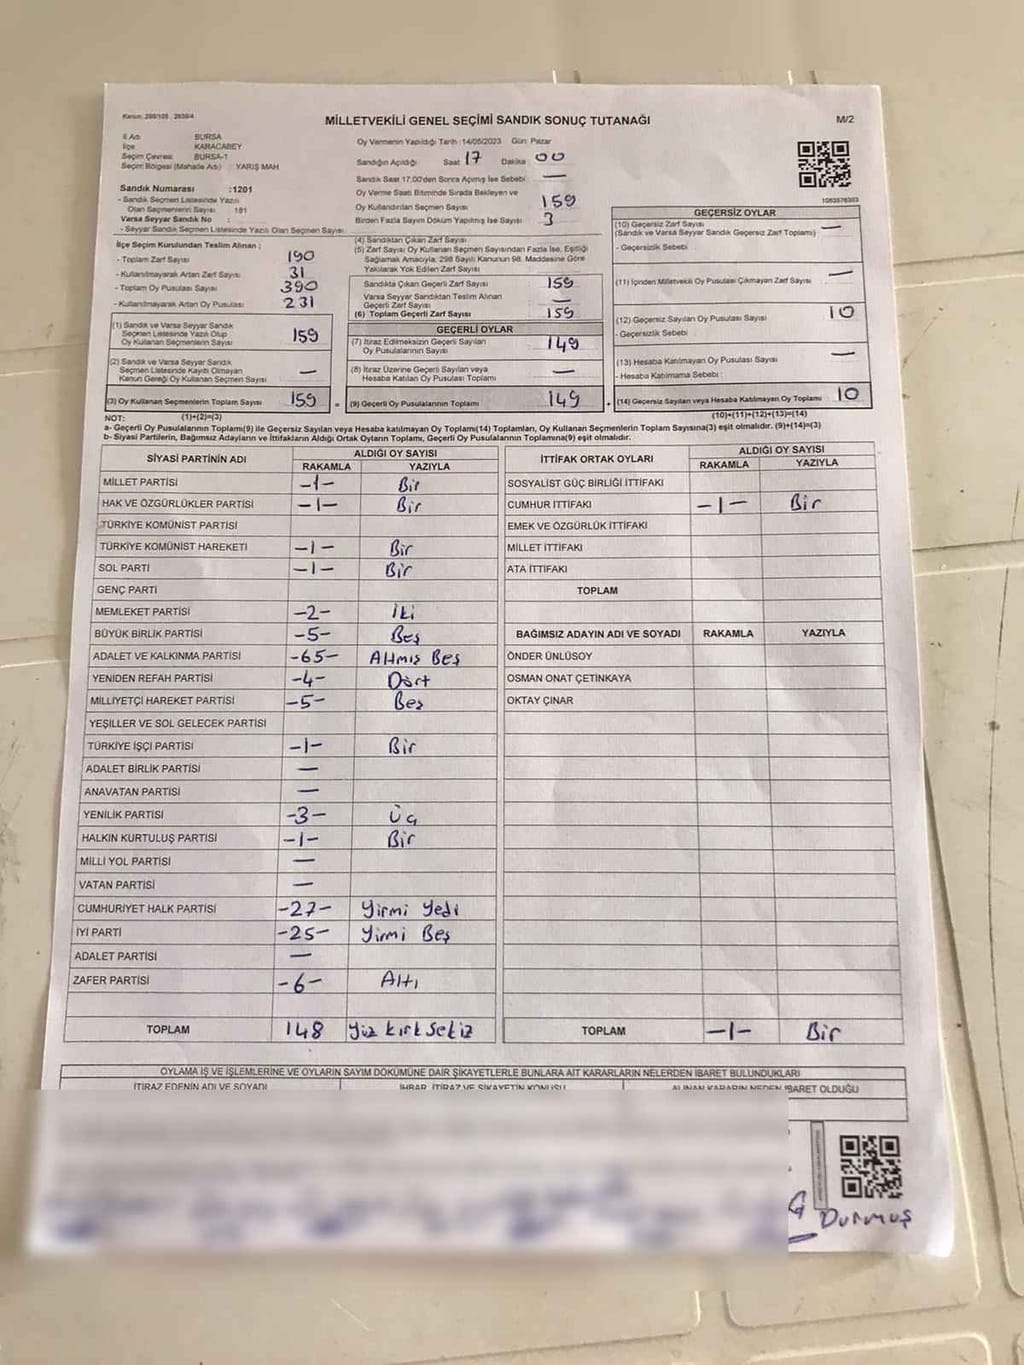 Kanun: 298/105 , 2839/4
MİLLETVEKİLİ GENEL SEÇİMİ SANDIK SONUÇ TUTANAĞI
M/2
İl Adı BURSA
İlçe KARACABEY
Seçim Çevresi BURSA-1
Seçim Bölgesi (Mahalle Adı) : YARIŞ MAH
Sandık Numarası :1201
- Sandık Seçmen Listesinde Yazılı
Olan Seçmenlerin Sayısı : 181
Varsa Seyyar Sandık No :
- Seyyar Sandık Seçmen Listesinde Yazılı Olan Seçmen Sayısı:
Oy Vermenin Yapıldığı Tarih : 14/05/2023 Gün: Pazar
Sandığın Açıldığı Saat 17 Dakika 00
Sandık Saat 17.00'den Sonra Açılmış İse Sebebi —
Oy Verme Saati Bitiminde Sırada Bekleyen ve
Oy Kullandırılan Seçmen Sayısı 159
Birden Fazla Sayım Döküm Yapılmış İse Sayısı 3
İlçe Seçim Kurulundan Teslim Alınan ;
- Toplam Zarf Sayısı 190
- Kullanılmayarak Artan Zarf Sayısı 31
- Toplam Oy Pusulası Sayısı 390
- Kullanılmayarak Artan Oy Pusulası 231
(1) Sandık ve Varsa Seyyar Sandık
Seçmen Listesinde Yazılı Olup
Oy Kullanan Seçmenlerin Sayısı 159
(2) Sandık ve Varsa Seyyar Sandık
Seçmen Listesinde Kayıtlı Olmayan
Kanun Gereği Oy Kullanan Seçmen Sayısı —
(3) Oy Kullanan Seçmenlerin Toplam Sayısı 159
(1)+(2)=(3)
(4) Sandıktan Çıkan Zarf Sayısı
(5) Zarf Sayısı Oy Kullanan Seçmen Sayısından Fazla İse, Eşitliği
Sağlamak Amacıyla; 298 Sayılı Kanunun 98. Maddesine Göre
Yakılarak Yok Edilen Zarf Sayısı
Sandıkta Çıkan Geçerli Zarf Sayısı 159
Varsa Seyyar Sandıktan Teslim Alınan
Geçerli Zarf Sayısı —
(6) Toplam Geçerli Zarf Sayısı 159
GEÇERLİ OYLAR
(7) İtiraz Edilmeksizin Geçerli Sayılan
Oy Pusulalarının Sayısı 149
(8) İtiraz Üzerine Geçerli Sayılan veya
Hesaba Katılan Oy Pusulası Toplamı —
= (9) Geçerli Oy Pusulalarının Toplamı 149
GEÇERSİZ OYLAR
(10) Geçersiz Zarf Sayısı
(Sandık ve Varsa Seyyar Sandık Geçersiz Zarf Toplamı) —
- Geçersizlik Sebebi :
(11) İçinden Milletvekili Oy Pusulası Çıkmayan Zarf Sayısı —
(12) Geçersiz Sayılan Oy Pusulası Sayısı 10
- Geçersizlik Sebebi :
(13) Hesaba Katılmayan Oy Pusulası Sayısı —
- Hesaba Katılmama Sebebi :
+ (14) Geçersiz Sayılan veya Hesaba Katılmayan Oy Toplamı 10
(10)+(11)+(12)+(13)=(14)
NOT:
a- Geçerli Oy Pusulalarının Toplamı(9) ile Geçersiz Sayılan veya Hesaba Katılmayan Oy Toplamı(14) Toplamları, Oy Kullanan Seçmenlerin Toplam Sayısına(3) eşit olmalıdır. (9)+(14)=(3)
b- Siyasi Partilerin, Bağımsız Adayların ve İttifakların Aldığı Ortak Oyların Toplamı, Geçerli Oy Pusulalarının Toplamına(9) eşit olmalıdır.
SİYASİ PARTİNİN ADI ALDIĞI OY SAYISI
RAKAMLA YAZIYLA
MİLLET PARTİSİ -1- Bir
HAK VE ÖZGÜRLÜKLER PARTİSİ -1- Bir
TÜRKİYE KOMÜNİST PARTİSİ
TÜRKİYE KOMÜNİST HAREKETİ -1- Bir
SOL PARTİ -1- Bir
GENÇ PARTİ
MEMLEKET PARTİSİ -2- İki
BÜYÜK BİRLİK PARTİSİ -5- Beş
ADALET VE KALKINMA PARTİSİ -65- Altmış Beş
YENİDEN REFAH PARTİSİ -4- Dört
MİLLİYETÇİ HAREKET PARTİSİ -5- Beş
YEŞİLLER VE SOL GELECEK PARTİSİ
TÜRKİYE İŞÇİ PARTİSİ -1- Bir
ADALET BİRLİK PARTİSİ —
ANAVATAN PARTİSİ —
YENİLİK PARTİSİ -3- Üç
HALKIN KURTULUŞ PARTİSİ -1- Bir
MİLLİ YOL PARTİSİ —
VATAN PARTİSİ —
CUMHURİYET HALK PARTİSİ -27- Yirmi Yedi
İYİ PARTİ -25- Yirmi Beş
ADALET PARTİSİ —
ZAFER PARTİSİ -6- Altı
TOPLAM 148 Yüz Kırk Sekiz
İTTİFAK ORTAK OYLARI ALDIĞI OY SAYISI
RAKAMLA YAZIYLA
SOSYALİST GÜÇ BİRLİĞİ İTTİFAKI
CUMHUR İTTİFAKI -1- Bir
EMEK VE ÖZGÜRLÜK İTTİFAKI
MİLLET İTTİFAKI
ATA İTTİFAKI
TOPLAM
BAĞIMSIZ ADAYIN ADI VE SOYADI RAKAMLA YAZIYLA
ÖNDER ÜNLÜSOY
OSMAN ONAT ÇETİNKAYA
OKTAY ÇINAR
TOPLAM -1- Bir
OYLAMA İŞ VE İŞLEMLERİNE VE OYLARIN SAYIM DÖKÜMÜNE DAİR ŞİKAYETLERLE BUNLARA AİT KARARLARIN NELERDEN İBARET BULUNDUKLARI
İTİRAZ EDENİN ADI VE SOYADI İHBAR, İTİRAZ VE ŞİKAYETİN KONUSU ALINAN KARARIN NEDEN İBARET OLDUĞU
Durmuş